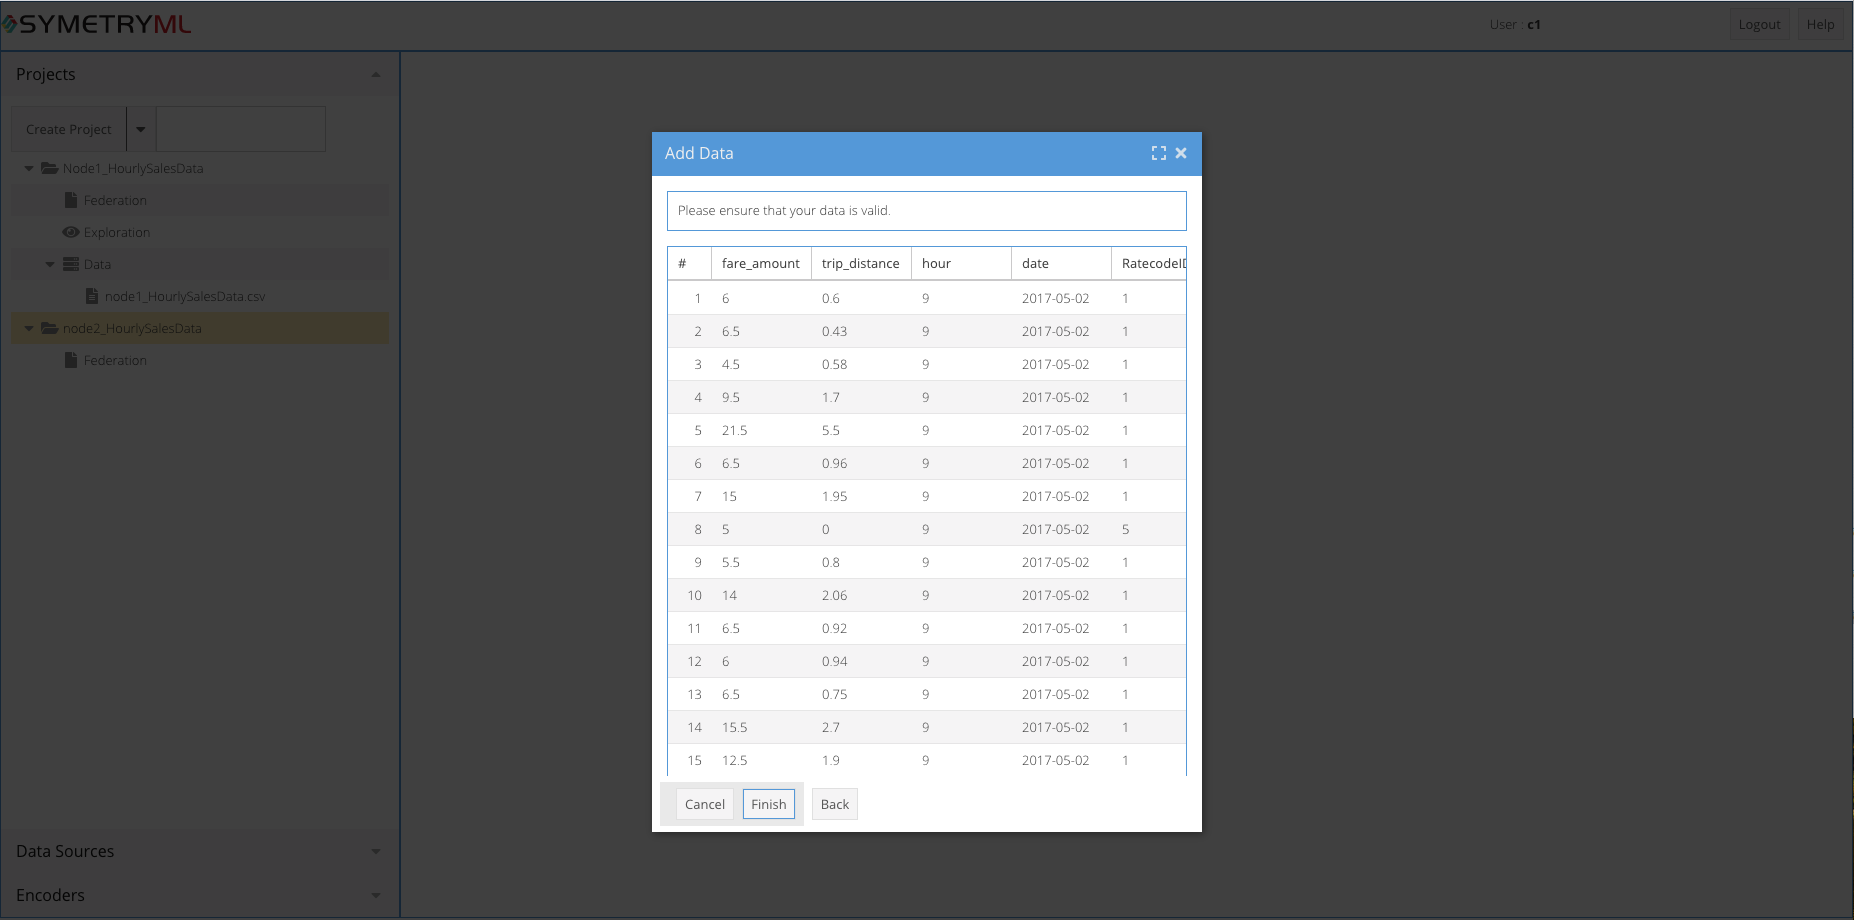 SYMETRYML
User : c1
Logout
Help
Projects
Create Project
Node1_HourlySalesData
Federation
Exploration
Data
node1_HourlySalesData.csv
node2_HourlySalesData
Federation
Data Sources
Encoders
Add Data
Please ensure that your data is valid.
# fare_amount trip_distance hour date RatecodeID
1 6 0.6 9 2017-05-02 1
2 6.5 0.43 9 2017-05-02 1
3 4.5 0.58 9 2017-05-02 1
4 9.5 1.7 9 2017-05-02 1
5 21.5 5.5 9 2017-05-02 1
6 6.5 0.96 9 2017-05-02 1
7 15 1.95 9 2017-05-02 1
8 5 0 9 2017-05-02 5
9 5.5 0.8 9 2017-05-02 1
10 14 2.06 9 2017-05-02 1
11 6.5 0.92 9 2017-05-02 1
12 6 0.94 9 2017-05-02 1
13 6.5 0.75 9 2017-05-02 1
14 15.5 2.7 9 2017-05-02 1
15 12.5 1.9 9 2017-05-02 1
Cancel Finish Back